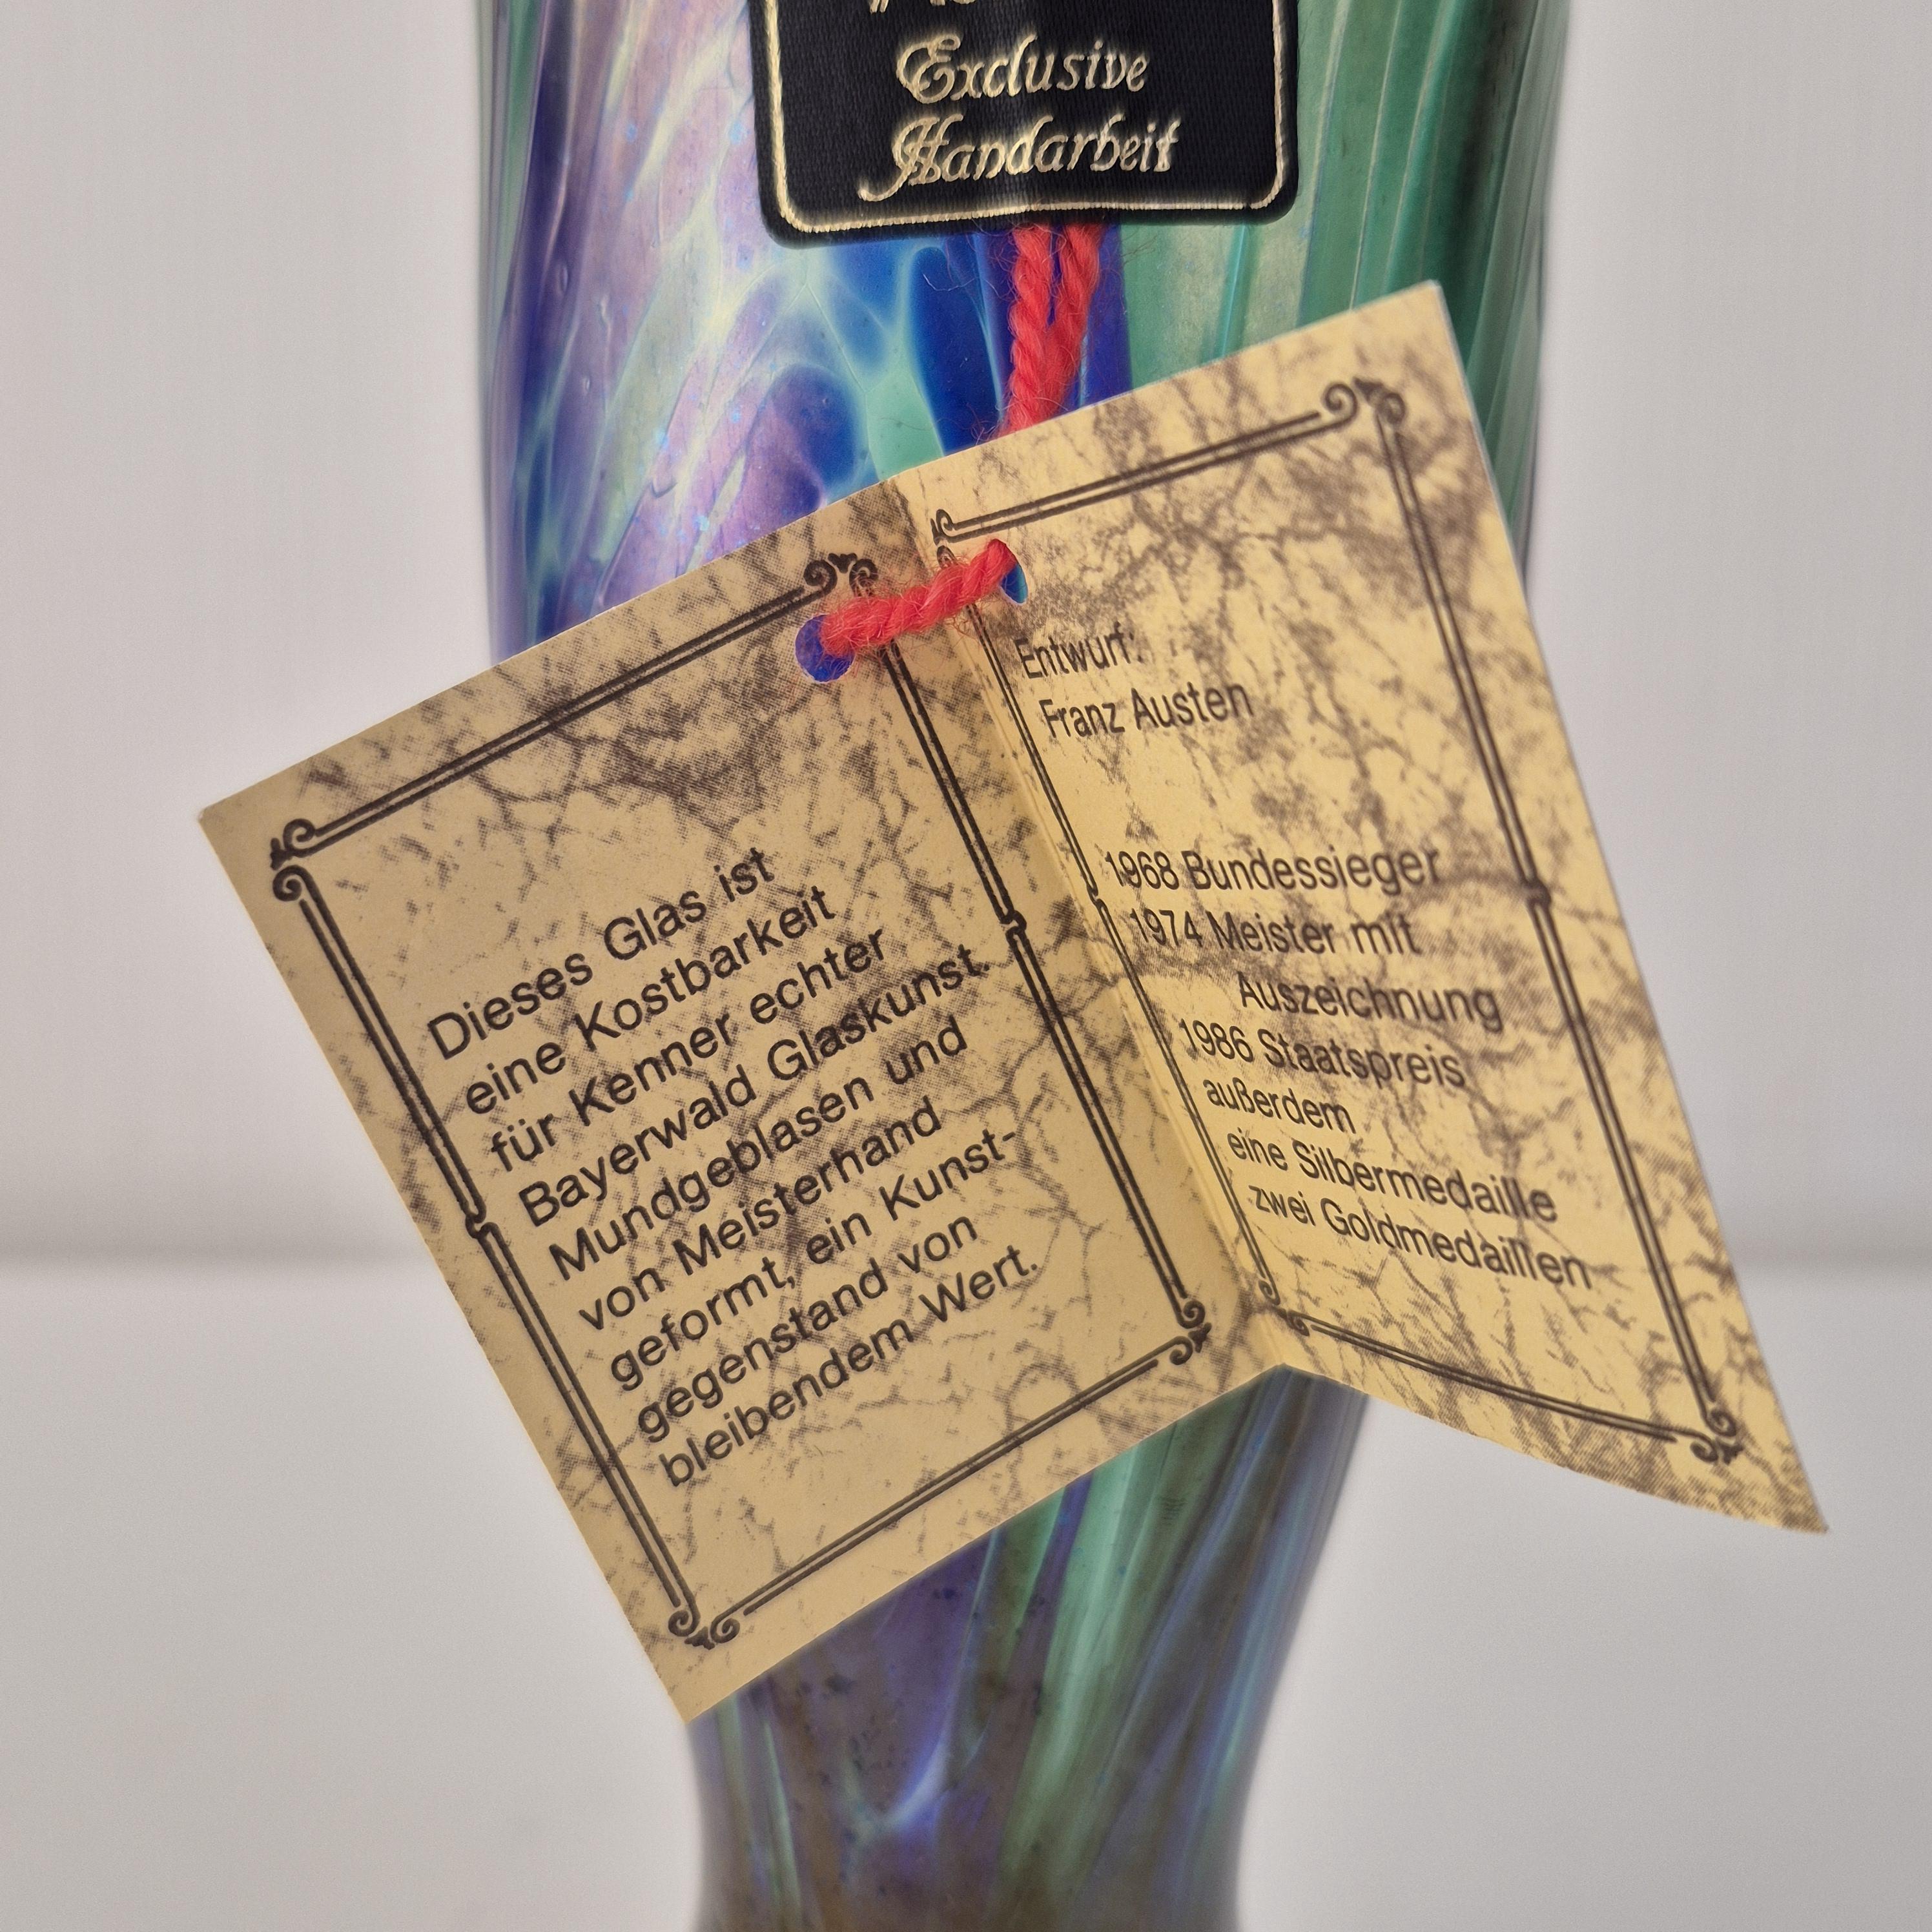 Exclusive
Handarbeit
Dieses Glas ist
eine Kostbarkeit
für Kenner echter
Bayerwald Glaskunst.
Mundgeblasen und
von Meisterhand
geformt, ein Kunst-
gegenstand von
bleibendem Wert.
Entwurf:
Franz Austen
1968 Bundessieger
1974 Meister mit
Auszeichnung
1986 Staatspreis
außerdem
eine Silbermedaille
zwei Goldmedaillen